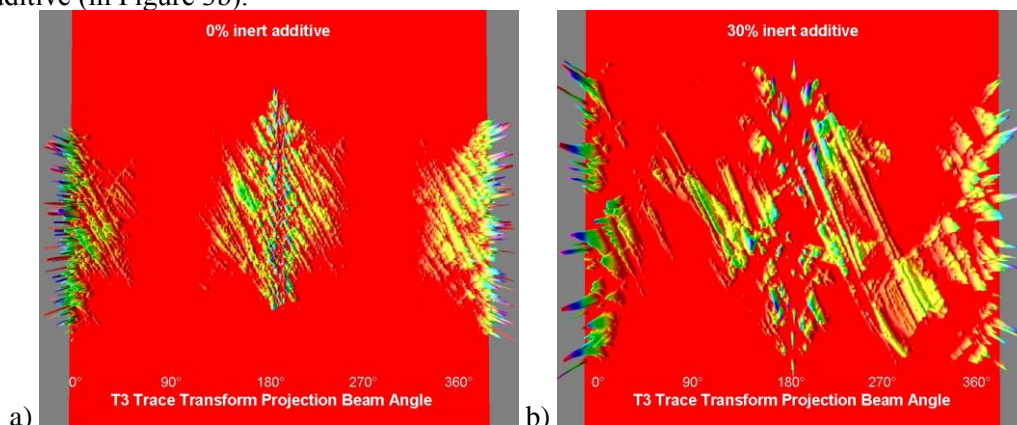 additive (in Figure 3b).
0% inert additive
0° 90° 180° 270° 360°
T3 Trace Transform Projection Beam Angle
a)
30% inert additive
0° 90° 180° 270° 360°
T3 Trace Transform Projection Beam Angle
b)